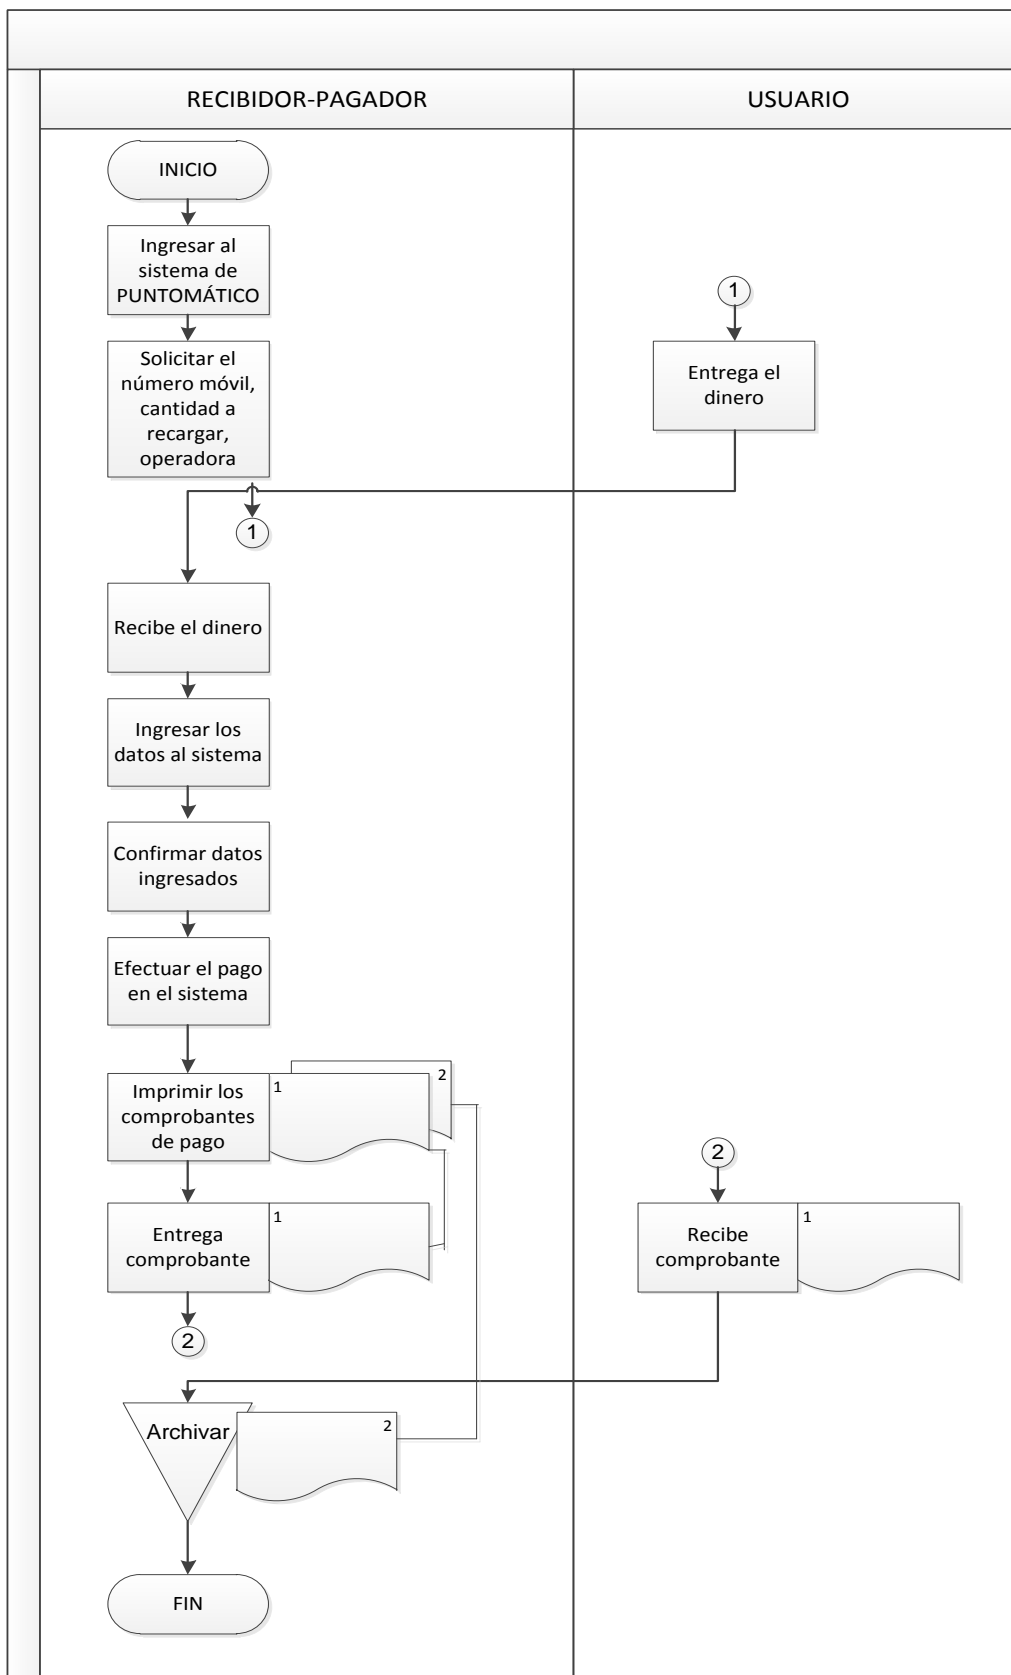 RECIBIDOR-PAGADOR
USUARIO
INICIO
Ingresar al
sistema de
PUNTOMÁTICO
1
Solicitar el
número móvil,
cantidad a
recargar,
operadora
Entrega el
dinero
1
Recibe el dinero
Ingresar los
datos al sistema
Confirmar datos
ingresados
Efectuar el pago
en el sistema
Imprimir los
comprobantes
de pago
1
2
2
Entrega
comprobante
1
Recibe
comprobante
1
2
Archivar
2
FIN